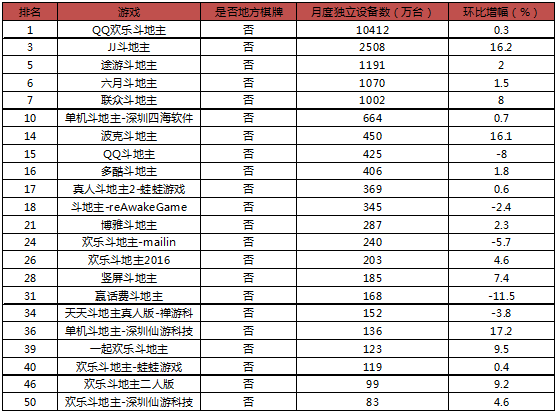 排名 游戏 是否地方棋牌 月度独立设备数（万台） 环比增幅（%）
1 QQ欢乐斗地主 否 10412 0.3
3 JJ斗地主 否 2508 16.2
5 途游斗地主 否 1191 2
6 六月斗地主 否 1070 1.5
7 联众斗地主 否 1002 8
10 单机斗地主-深圳四海软件 否 664 0.7
14 波克斗地主 否 450 16.1
15 QQ斗地主 否 425 -8
16 多酷斗地主 否 406 1.8
17 真人斗地主2-蛙蛙游戏 否 369 0.6
18 斗地主-reAwakeGame 否 345 -2.4
21 博雅斗地主 否 287 2.3
24 欢乐斗地主-mailin 否 240 -5.7
26 欢乐斗地主2016 否 203 4.6
28 竖屏斗地主 否 185 7.4
31 赢话费斗地主 否 168 -11.5
34 天天斗地主真人版-禅游科 否 152 -3.8
36 单机斗地主-深圳仙游科技 否 136 17.2
39 一起欢乐斗地主 否 123 9.5
40 欢乐斗地主-蛙蛙游戏 否 119 0.4
46 欢乐斗地主二人版 否 99 9.2
50 欢乐斗地主-深圳仙游科技 否 83 4.6